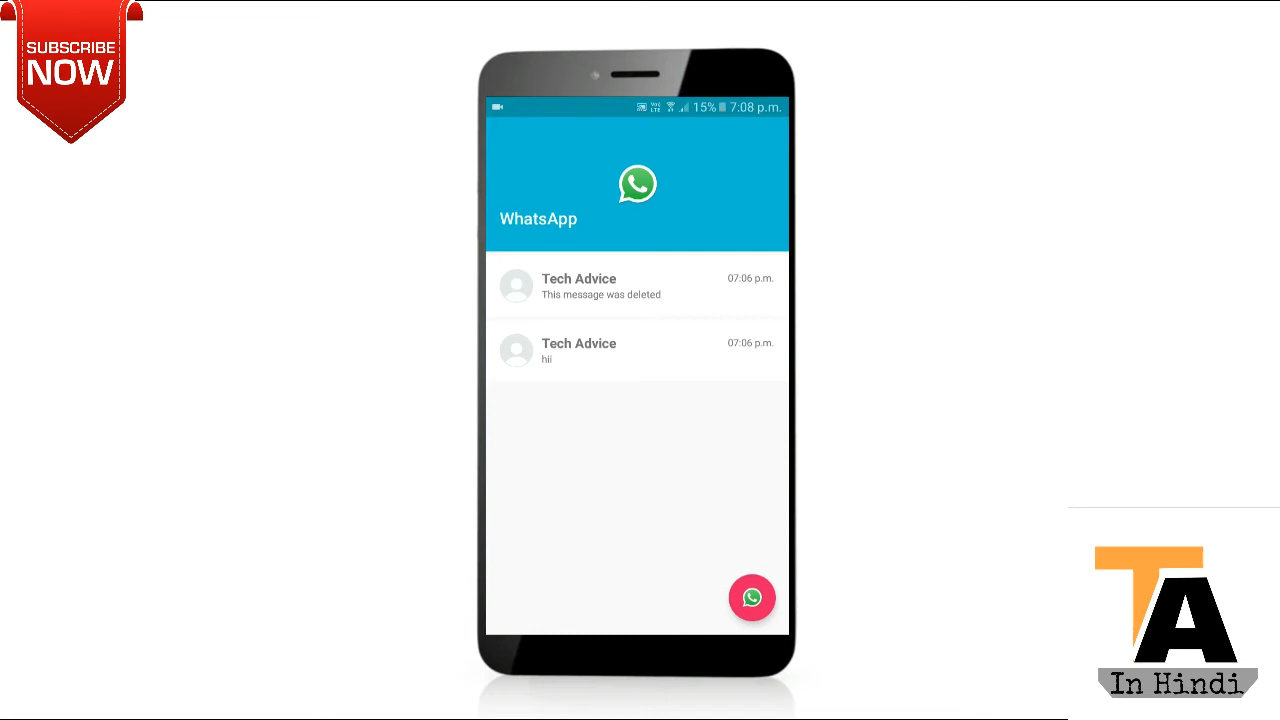 SUBSCRIBE
NOW
15% 7:08 p.m.
WhatsApp
Tech Advice 07:06 p.m.
This message was deleted
Tech Advice 07:06 p.m.
hii
TA
In Hindi